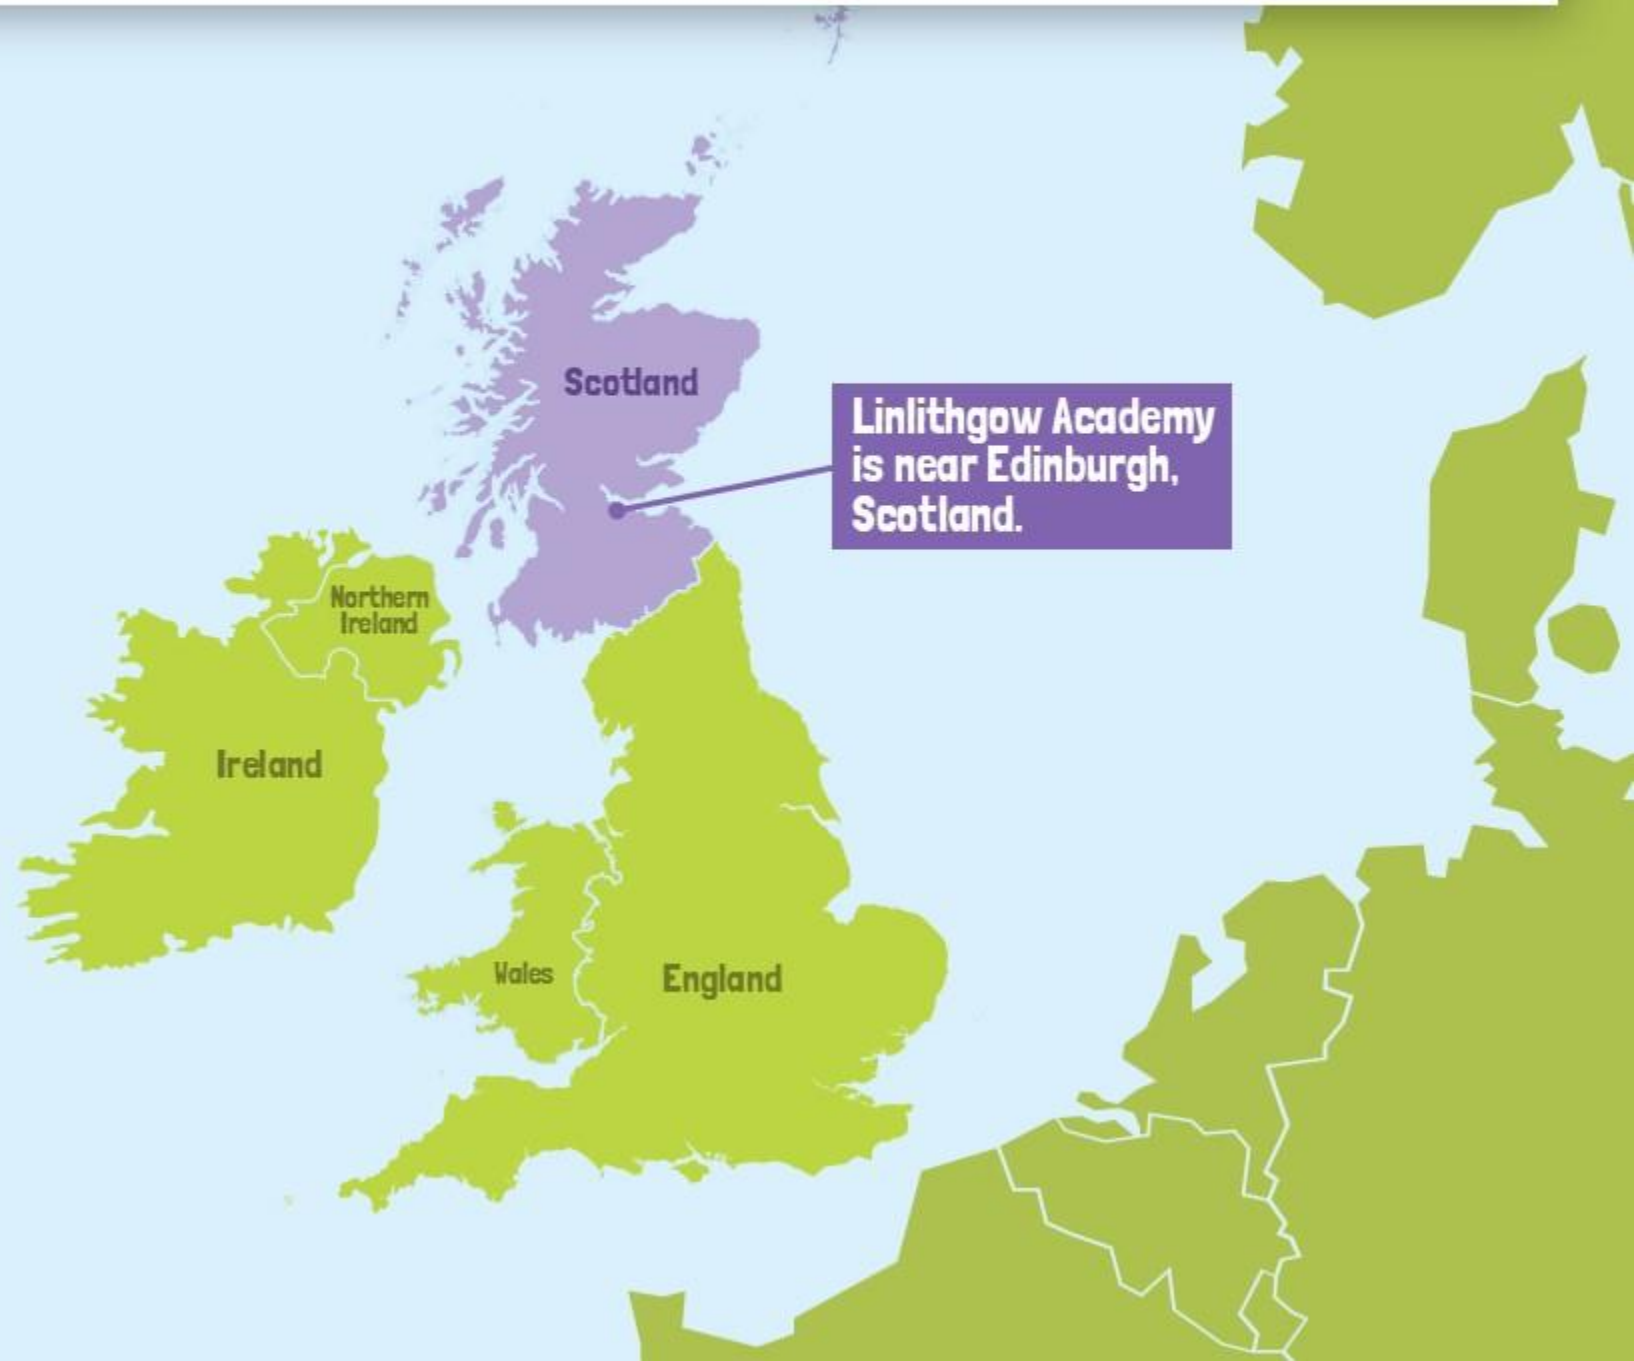 Scotland
Linlithgow Academy
is near Edinburgh,
Scotland.
Northern
Ireland
Ireland
Wales
England